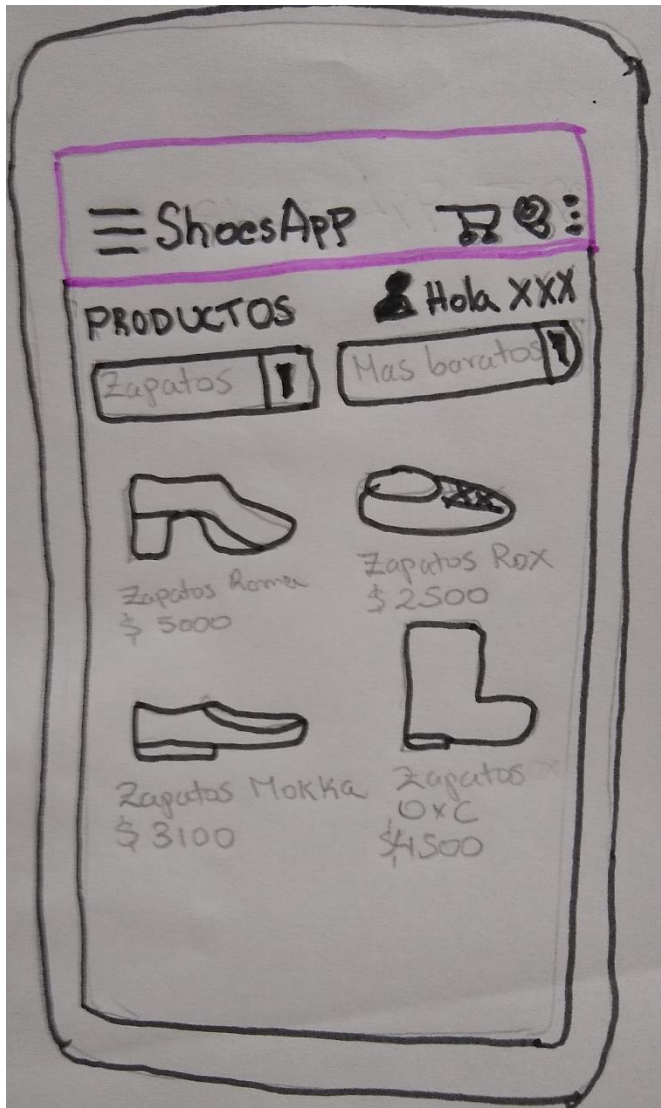 ShoesApp
PRODUCTOS
Hola XXX
Zapatos
Mas baratos
Zapatos Roma
$ 5000
Zapatos Rox
$ 2500
Zapatos Mokka
$ 3100
Zapatos
OXC
$4500